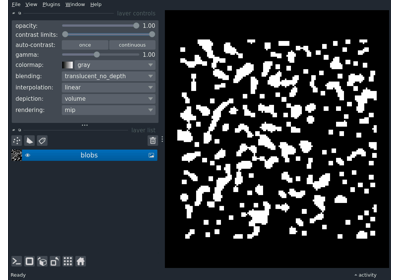 File View Plugins Window Help
layer controls
opacity: 1.00
contrast limits:
auto-contrast: once continuous
gamma: 1.00
colormap: gray
blending: translucent_no_depth
interpolation: linear
depiction: volume
rendering: mip
layer list
blobs
Ready activity